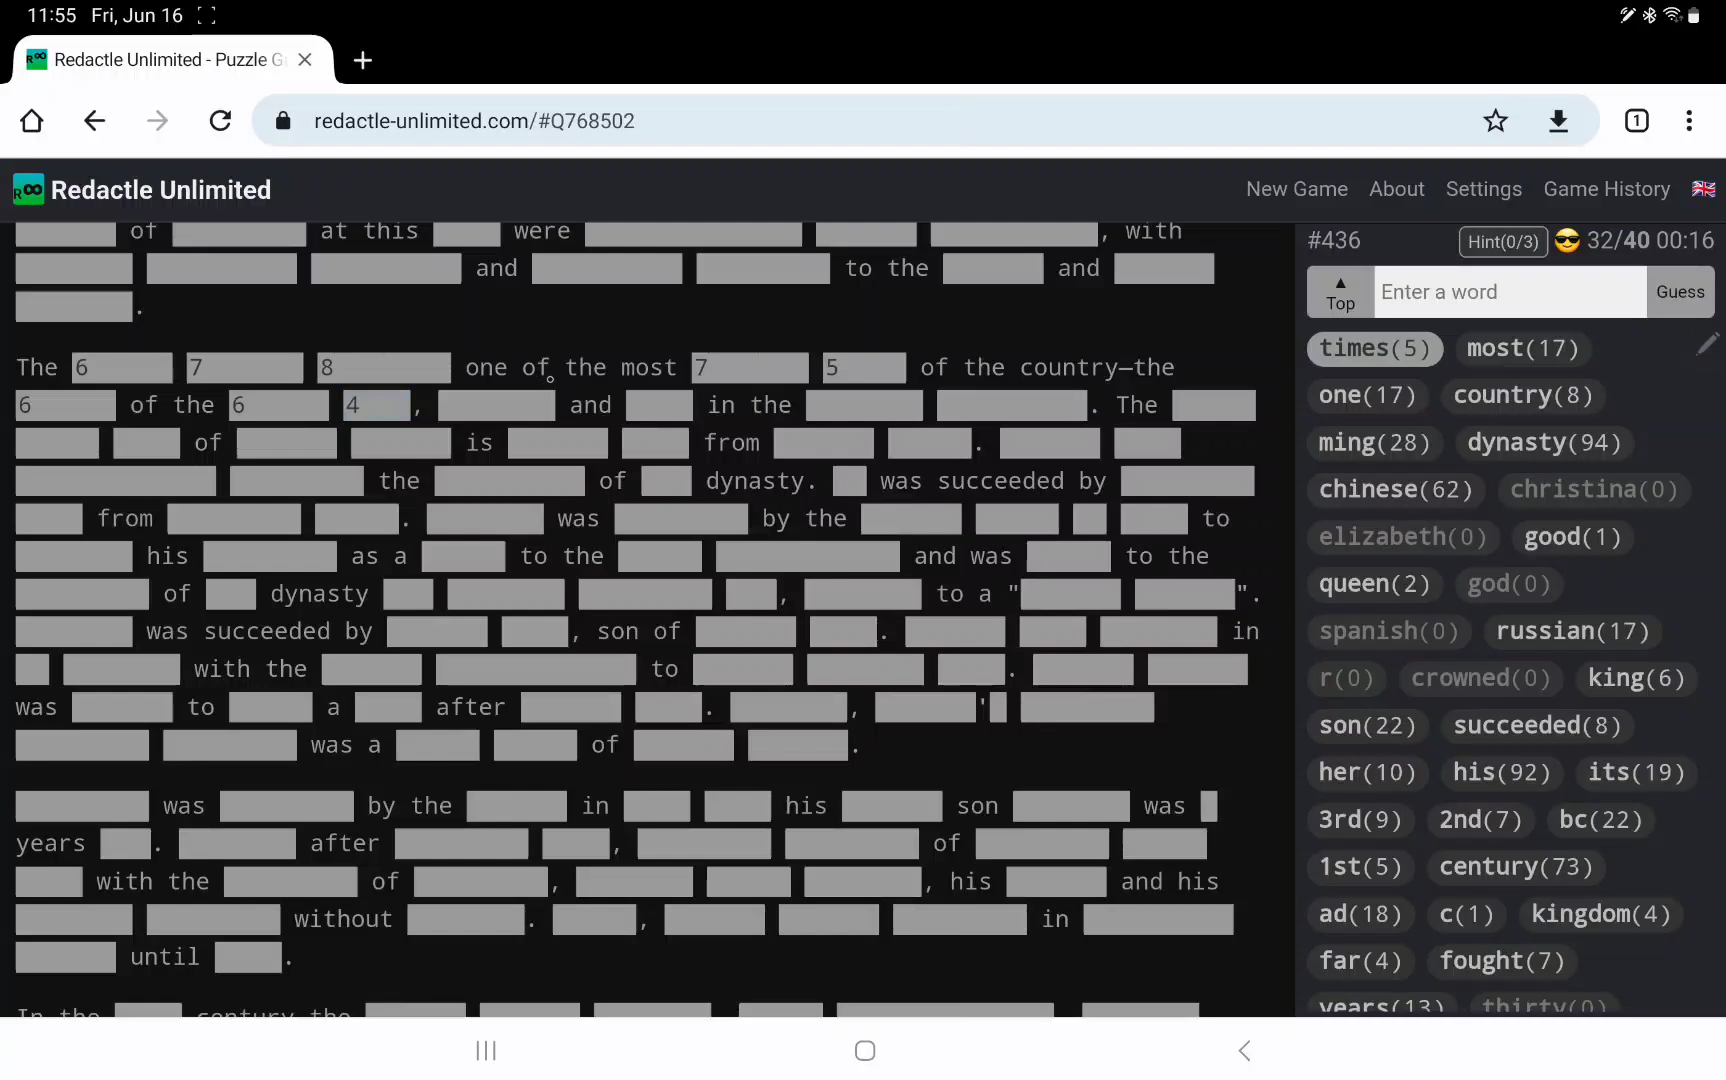 11:55 Fri, Jun 16
Redactle Unlimited - Puzzle G
redactle-unlimited.com/#Q768502
1
R∞ Redactle Unlimited
New Game About Settings Game History
of at this were , with
and to the and
.
The 6 7 8 one of the most 7 5 of the country—the
6 of the 6 4 , and in the . The
of is from .
the of dynasty. was succeeded by
from . was by the to
his as a to the and was to the
of dynasty , to a " ".
was succeeded by , son of . in
with the to .
was to a after . , '
was a of .
was by the in his son was
years . after , of
with the of , , his and his
without . , in
until .
In the century the
#436 Hint(0/3) 32/40 00:16
▲ Top Enter a word Guess
times(5) most(17)
one(17) country(8)
ming(28) dynasty(94)
chinese(62) christina(0)
elizabeth(0) good(1)
queen(2) god(0)
spanish(0) russian(17)
r(0) crowned(0) king(6)
son(22) succeeded(8)
her(10) his(92) its(19)
3rd(9) 2nd(7) bc(22)
1st(5) century(73)
ad(18) c(1) kingdom(4)
far(4) fought(7)
years(13) thirty(0)